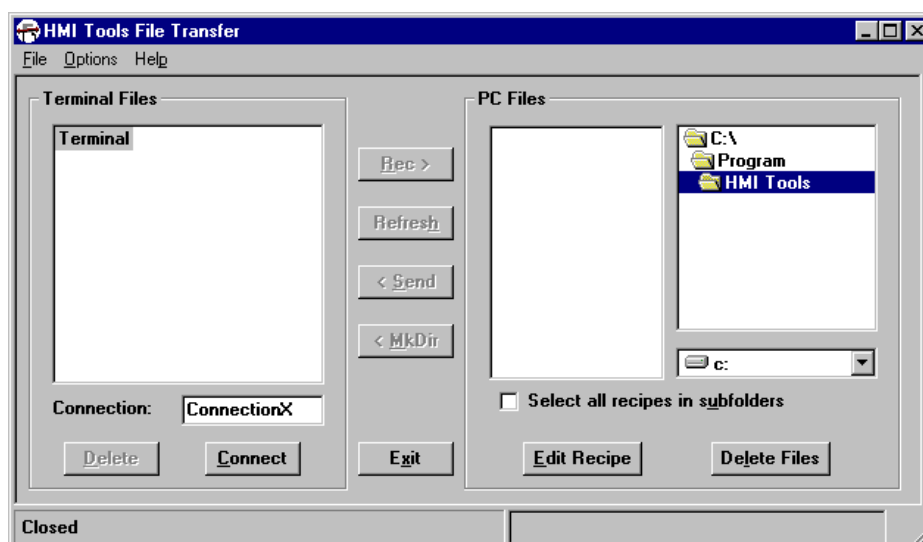 HMI Tools File Transfer
File Options Help
Terminal Files
Terminal
Connection: ConnectionX
Delete Connect
Rec >
Refresh
< Send
< MkDir
Exit
PC Files
C:\
Program
HMI Tools
c:
Select all recipes in subfolders
Edit Recipe Delete Files
Closed